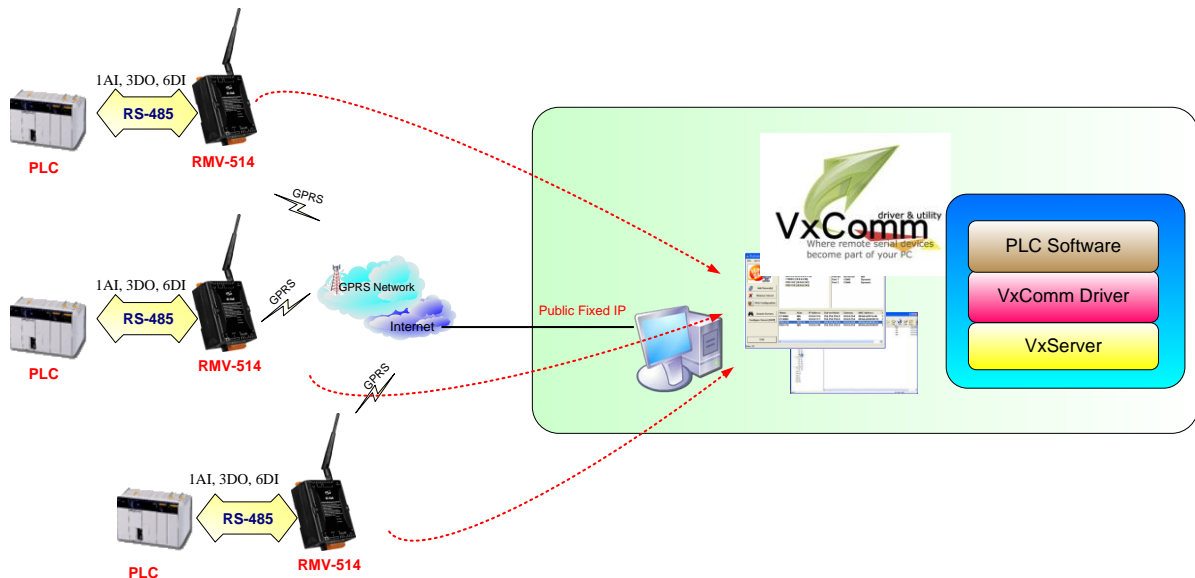 1AI, 3DO, 6DI
RS-485
PLC
RMV-514
GPRS
1AI, 3DO, 6DI
RS-485
PLC
RMV-514
GPRS
GPRS Network
Internet
Public Fixed IP
GPRS
1AI, 3DO, 6DI
RS-485
PLC
RMV-514
VxComm
driver & utility
Where remote serial devices
become part of your PC
PLC Software
VxComm Driver
VxServer